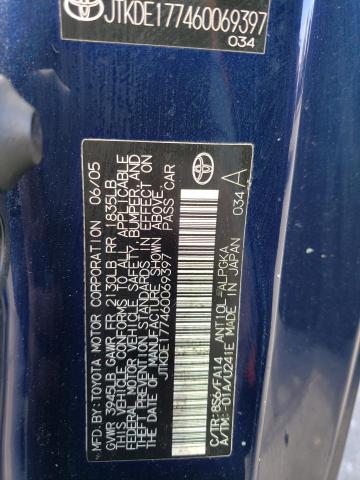 JTKDE177460069397
034
MFD. BY: TOYOTA MOTOR CORPORATION 06/05
GVWR 3945LB GAWR FR 2130LB RR 1835LB
THIS VEHICLE CONFORMS TO ALL APPLICABLE
FEDERAL MOTOR VEHICLE SAFETY, BUMPER, AND
THEFT PREVENTION STANDARDS IN EFFECT ON
THE DATE OF MANUFACTURE SHOWN ABOVE.
JTKDE177460069397 PASS CAR
034 A
C/TR: 8S6/FA14 ANT10L-ALPGKA
A/TM: -01A/U241E MADE IN JAPAN